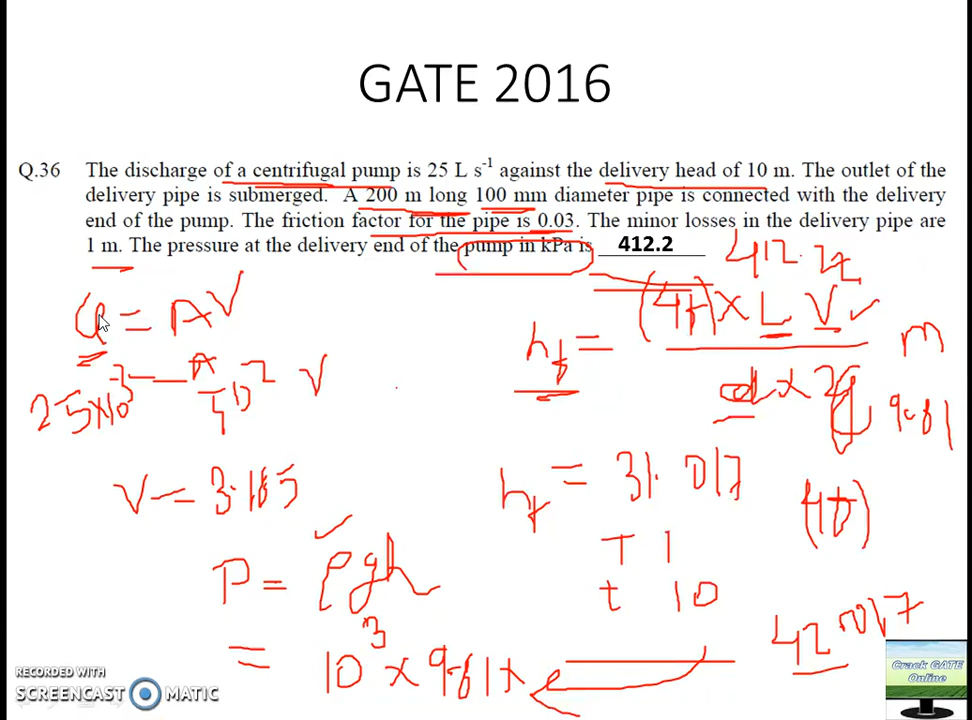 GATE 2016
Q.36 The discharge of a centrifugal pump is 25 L s⁻¹ against the delivery head of 10 m. The outlet of the
delivery pipe is submerged. A 200 m long 100 mm diameter pipe is connected with the delivery
end of the pump. The friction factor for the pipe is 0.03. The minor losses in the delivery pipe are
1 m. The pressure at the delivery end of the pump in kPa is 412.2
412.22
Q = AV
25×10⁻³ = π/4 D² V
V = 3.185
hf = (4f) × L V / d × 2g m
9.81
hf = 31.017
(4f)
+ 1
+ 10
42.017
P = ρgh
= 10³ × 9.81 ×
RECORDED WITH
SCREENCAST MATIC
Crack GATE
Online